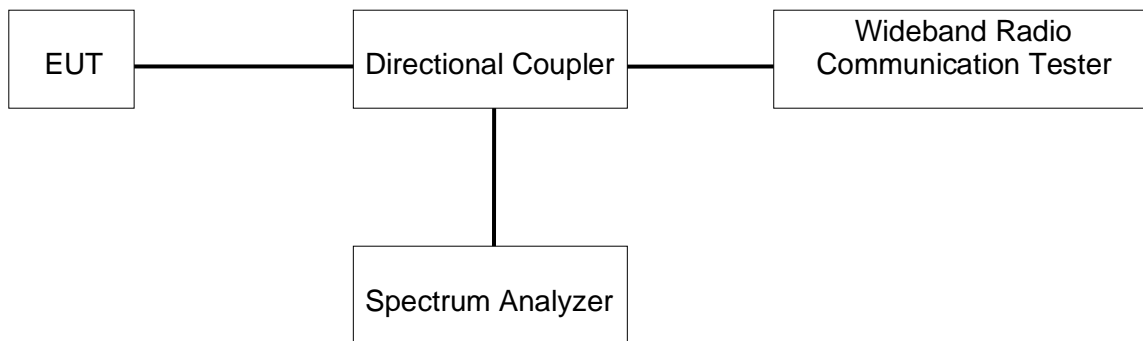 EUT
Directional Coupler
Wideband Radio
Communication Tester
Spectrum Analyzer